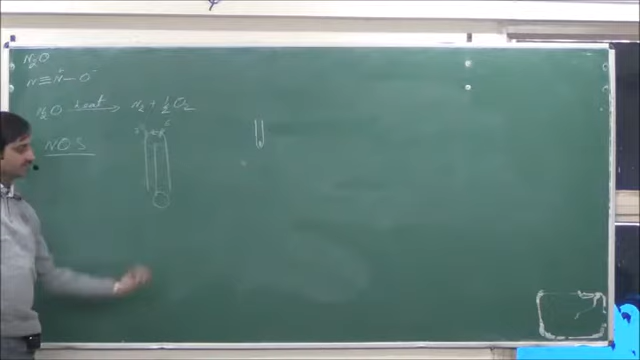 N₂O
N≡N⁺—O⁻
N₂O —heat→ N₂ + ½O₂
NOS